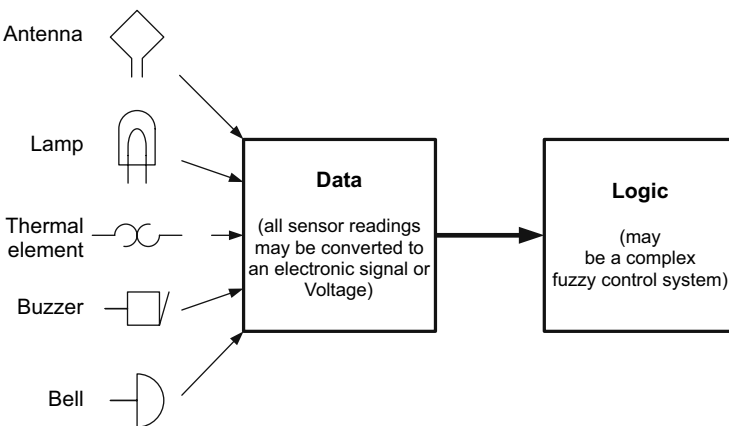 Antenna
Lamp
Thermal
element
Buzzer
Bell
Data
(all sensor readings
may be converted to
an electronic signal or
Voltage)
Logic
(may
be a complex
fuzzy control system)